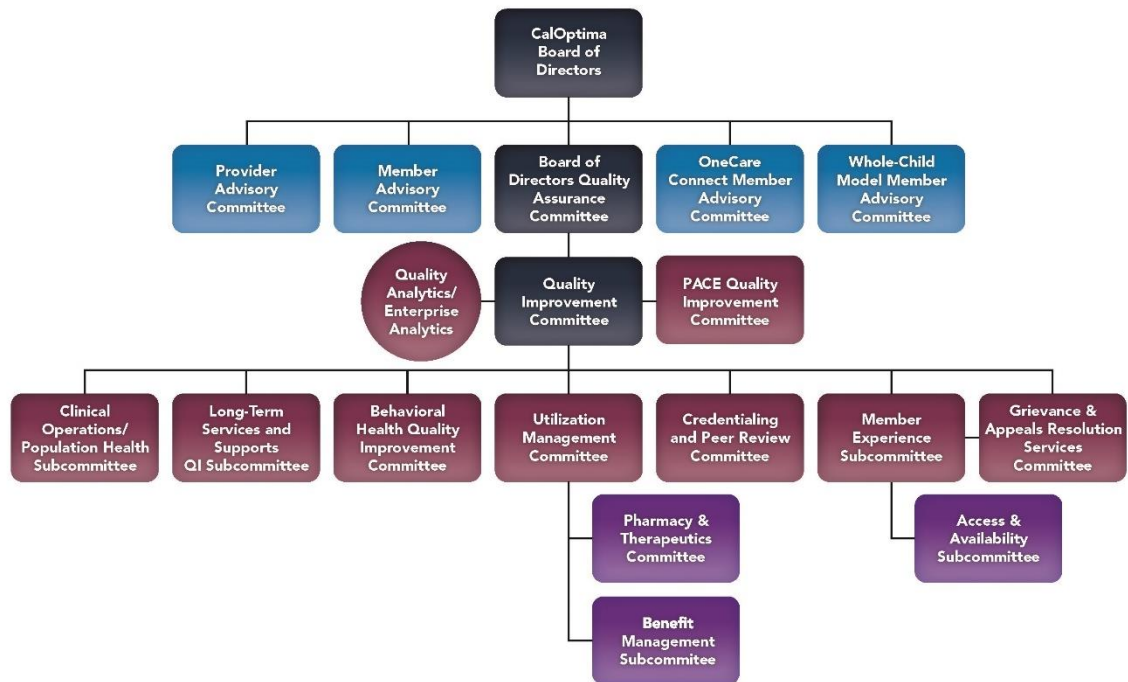 CalOptima
Board of
Directors
Provider
Advisory
Committee
Member
Advisory
Committee
Board of
Directors Quality
Assurance
Committee
OneCare
Connect Member
Advisory
Committee
Whole-Child
Model Member
Advisory
Committee
Quality
Analytics/
Enterprise
Analytics
Quality
Improvement
Committee
PACE Quality
Improvement
Committee
Clinical
Operations/
Population Health
Subcommittee
Long-Term
Services and
Supports
QI Subcommittee
Behavioral
Health Quality
Improvement
Committee
Utilization
Management
Committee
Credentialing
and Peer Review
Committee
Member
Experience
Subcommittee
Grievance &
Appeals Resolution
Services
Committee
Pharmacy &
Therapeutics
Committee
Access &
Availability
Subcommittee
Benefit
Management
Subcommitee